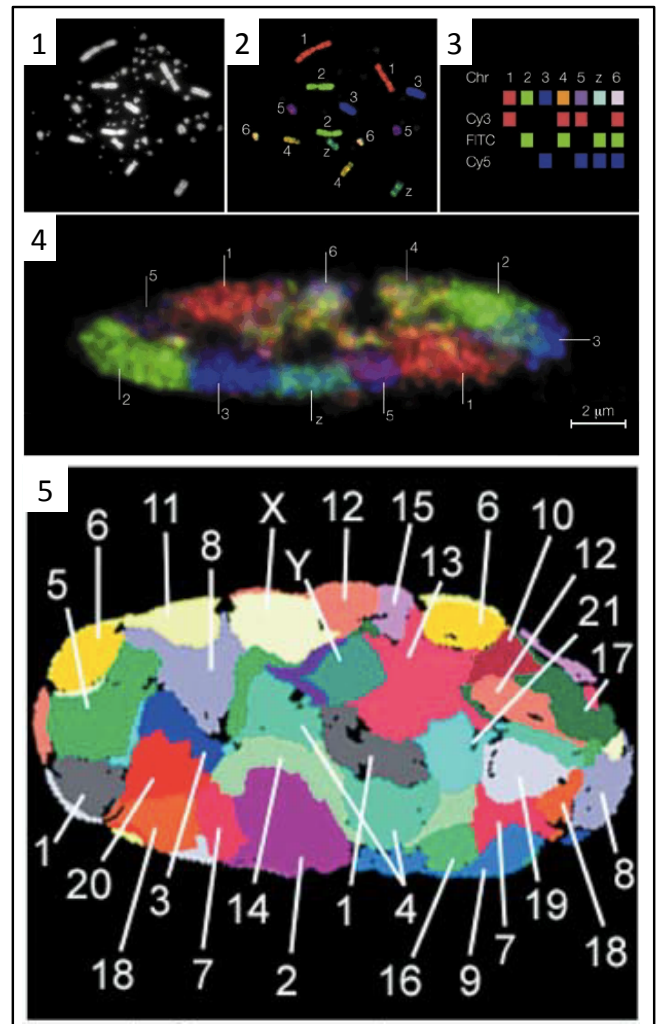 1 2 3
1
1
3
2
5 3
2 5
6 6
4 z
4
z
Chr 1 2 3 4 5 z 6
Cy3
FITC
Cy5
4
1 6 4 2
5
3
2 3 z 5 1
2 μm
5
6 11 8 X Y 12 15 13 6 10 12 21 17
5
1 20 18 3 7 14 2 1 4 16 9 7 19 18 8